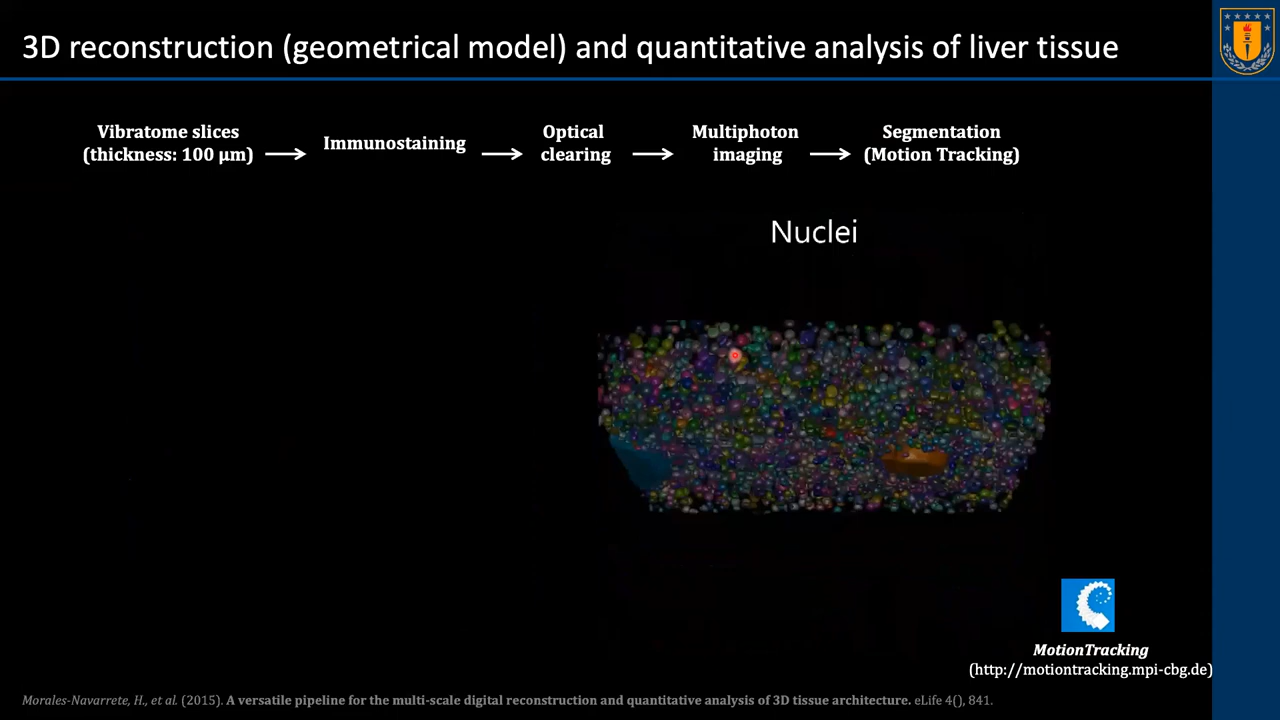 3D reconstruction (geometrical model) and quantitative analysis of liver tissue
Vibratome slices
(thickness: 100 μm)
Immunostaining
Optical
clearing
Multiphoton
imaging
Segmentation
(Motion Tracking)
Nuclei
MotionTracking
(http://motiontracking.mpi-cbg.de)
Morales-Navarrete, H., et al. (2015). A versatile pipeline for the multi-scale digital reconstruction and quantitative analysis of 3D tissue architecture. eLife 4(), 841.